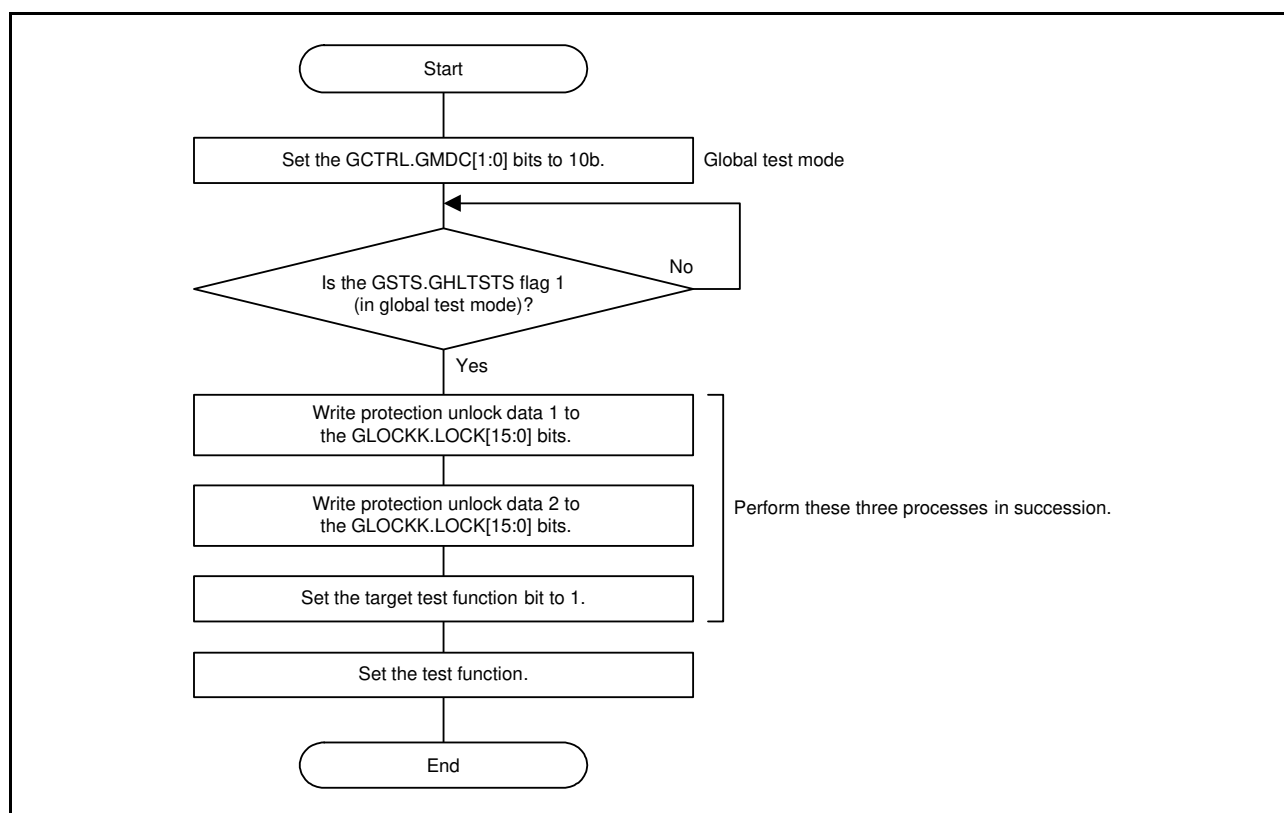 Start
Set the GCTRL.GMDC[1:0] bits to 10b.
Global test mode
No
Is the GSTS.GHLTSTS flag 1
(in global test mode)?
Yes
Write protection unlock data 1 to
the GLOCKK.LOCK[15:0] bits.
Write protection unlock data 2 to
the GLOCKK.LOCK[15:0] bits.
Perform these three processes in succession.
Set the target test function bit to 1.
Set the test function.
End